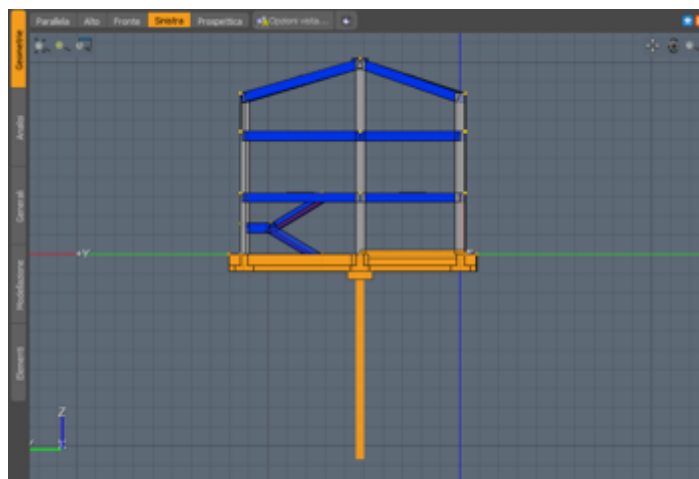 Parallela Alto Fronte Sinistra Prospettica Opzioni vista...
Geometrie
Analisi
Generali
Modellazione
Elementi
Y
Z
X